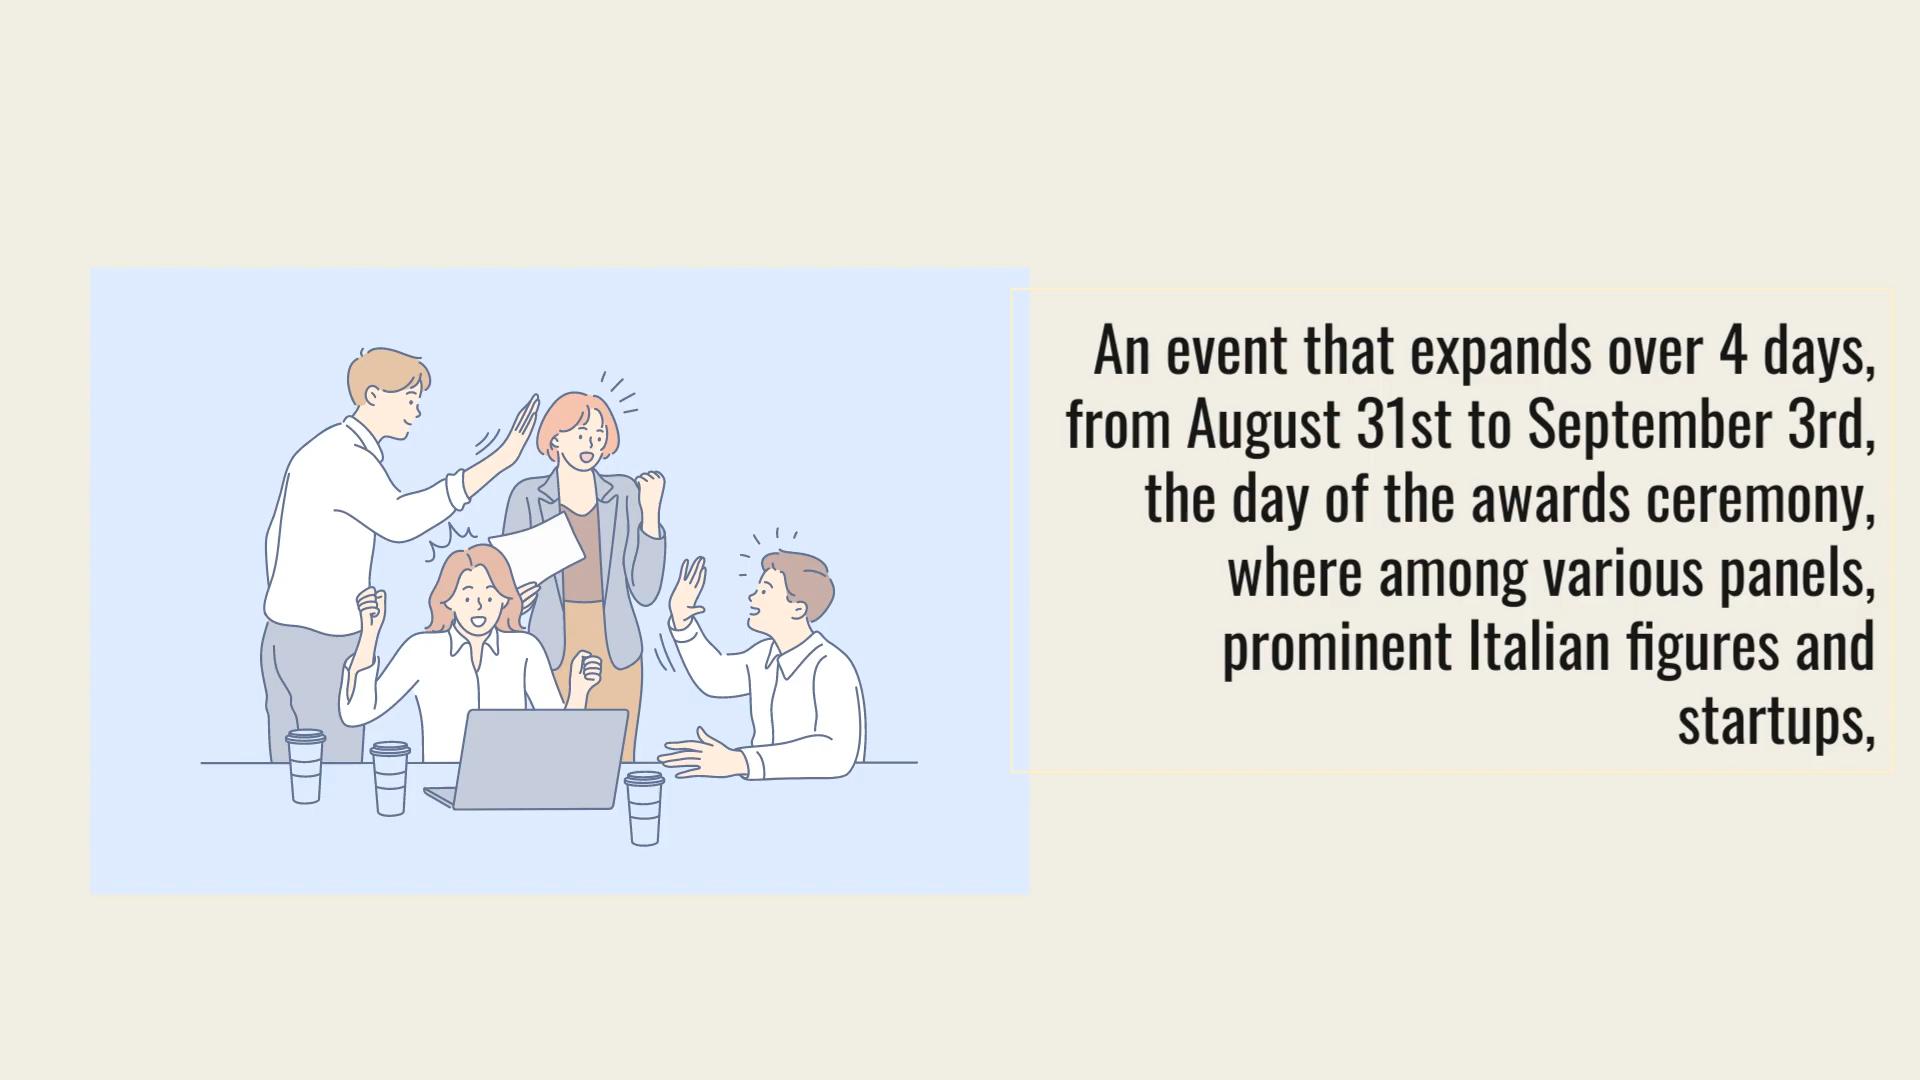 An event that expands over 4 days,
from August 31st to September 3rd,
the day of the awards ceremony,
where among various panels,
prominent Italian figures and
startups,